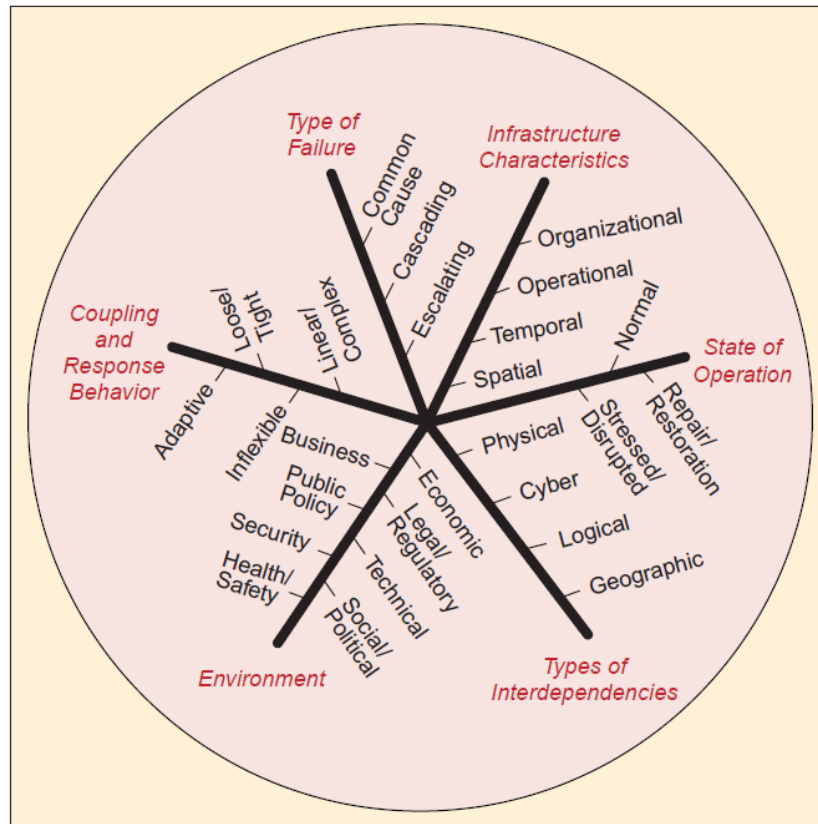 Type of
Failure
Common
Cause
Cascading
Escalating
Infrastructure
Characteristics
Organizational
Operational
Temporal
Spatial
State of
Operation
Normal
Stressed/
Disrupted
Repair/
Restoration
Types of
Interdependencies
Physical
Cyber
Logical
Geographic
Environment
Economic
Legal/
Regulatory
Technical
Social/
Political
Business
Public
Policy
Security
Health/
Safety
Coupling
and
Response
Behavior
Adaptive
Loose/
Tight
Inflexible
Linear/
Complex